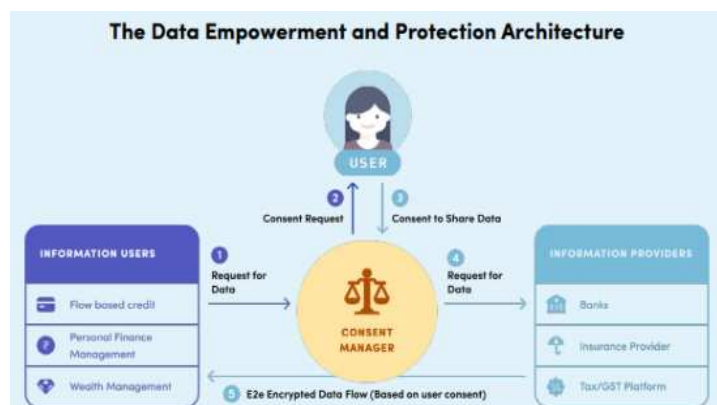 The Data Empowerment and Protection Architecture
USER
2
3
Consent Request
Consent to Share Data
INFORMATION USERS
Flow based credit
₹
Personal Finance
Management
Wealth Management
1
Request for
Data
CONSENT
MANAGER
4
Request for
Data
INFORMATION PROVIDERS
Banks
Insurance Provider
Tax/GST Platform
5 E2e Encrypted Data Flow (Based on user consent)